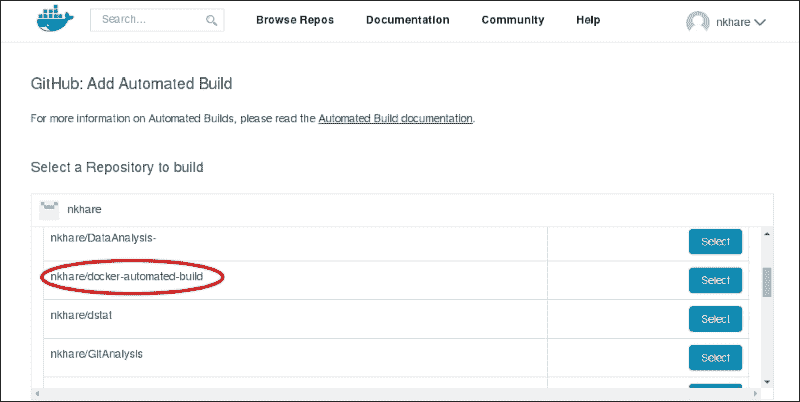 Search...
Browse Repos
Documentation
Community
Help
nkhare
GitHub: Add Automated Build
For more information on Automated Builds, please read the Automated Build documentation.
Select a Repository to build
nkhare
nkhare/DataAnalysis-
Select
nkhare/docker-automated-build
Select
nkhare/dstat
Select
nkhare/GitAnalysis
Select